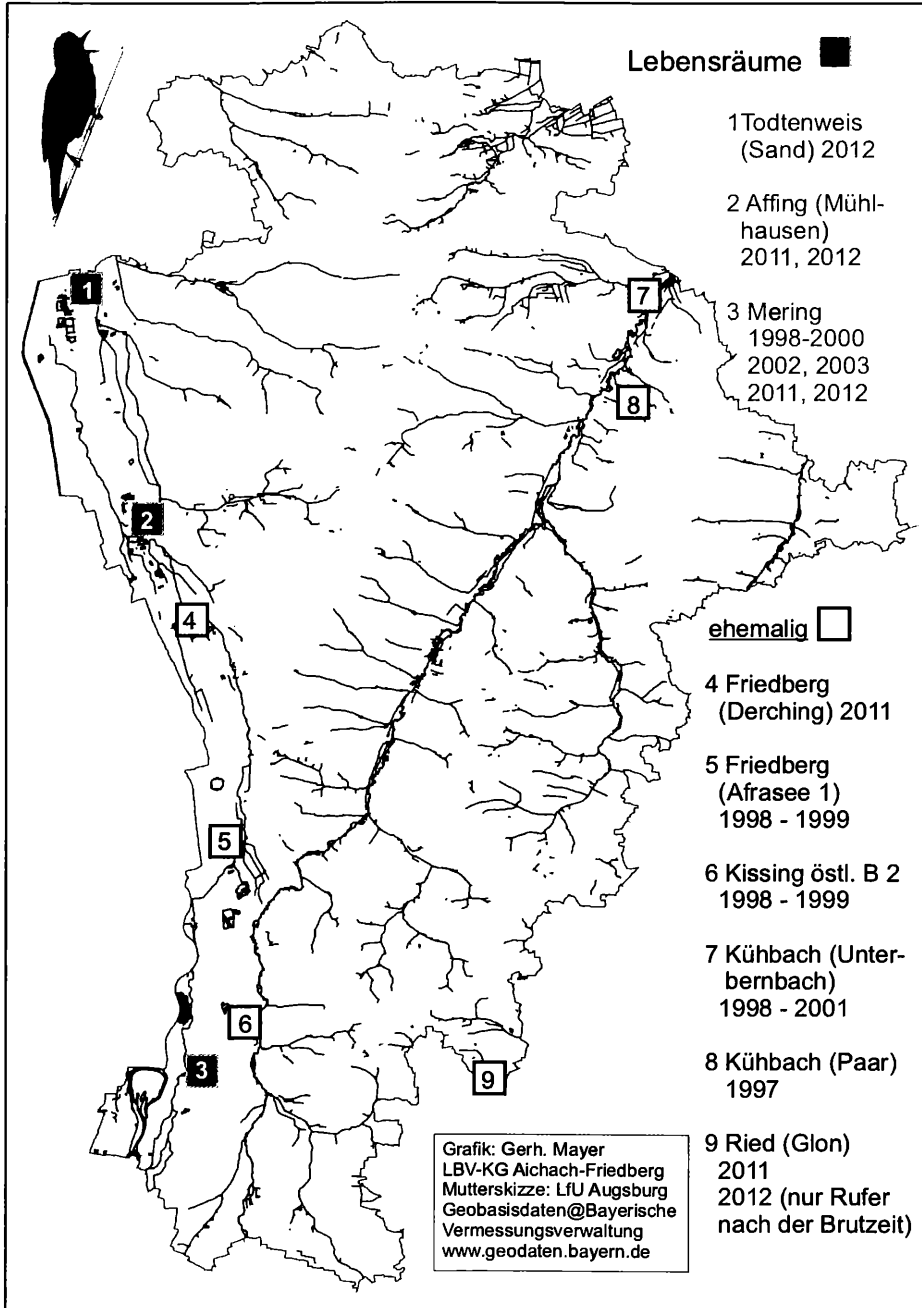 Lebensräume
1 Todtenweis
(Sand) 2012
2 Affing (Mühl-
hausen)
2011, 2012
3 Mering
1998-2000
2002, 2003
2011, 2012
ehemalig
4 Friedberg
(Derching) 2011
5 Friedberg
(Afrasee 1)
1998 - 1999
6 Kissing östl. B 2
1998 - 1999
7 Kühbach (Unter-
bernbach)
1998 - 2001
8 Kühbach (Paar)
1997
9 Ried (Glon)
2011
2012 (nur Rufer
nach der Brutzeit)
1
7
8
2
4
5
6
3
9
Grafik: Gerh. Mayer
LBV-KG Aichach-Friedberg
Mutterskizze: LfU Augsburg
Geobasisdaten@Bayerische
Vermessungsverwaltung
www.geodaten.bayern.de